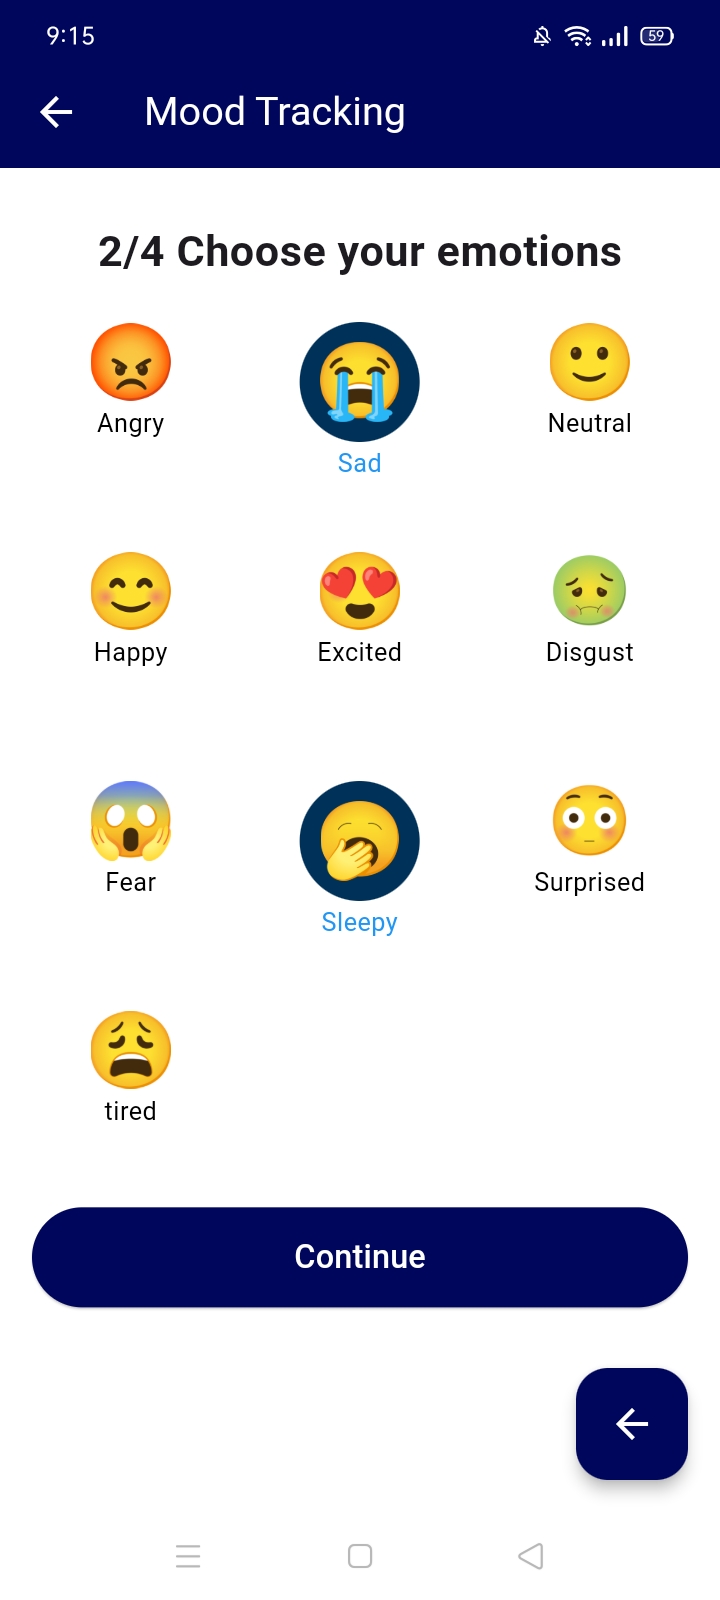 9:15
59
Mood Tracking
2/4 Choose your emotions
Angry
Sad
Neutral
Happy
Excited
Disgust
Fear
Sleepy
Surprised
tired
Continue